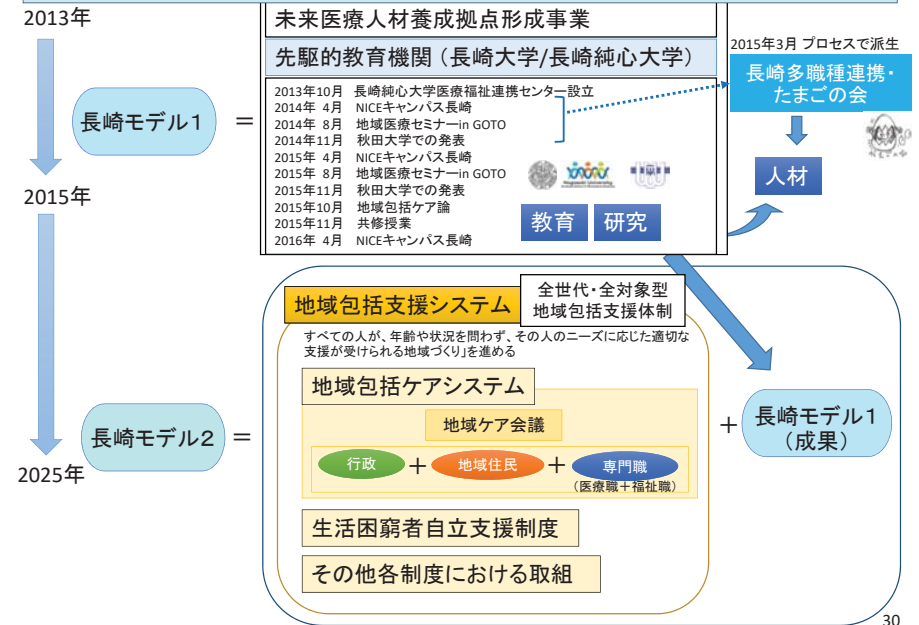 2013年
未来医療人材養成拠点形成事業
先駆的教育機関（長崎大学/長崎純心大学）
2013年10月 長崎純心大学医療福祉連携センター設立
2014年 4月 NICEキャンパス長崎
2014年 8月 地域医療セミナーin GOTO
2014年11月 秋田大学での発表
2015年 4月 NICEキャンパス長崎
2015年 8月 地域医療セミナーin GOTO
2015年11月 秋田大学での発表
2015年10月 地域包括ケア論
2015年11月 共修授業
2016年 4月 NICEキャンパス長崎
教育
研究
長崎モデル1
=
2015年3月 プロセスで派生
長崎多職種連携・
たまごの会
人材
2015年
地域包括支援システム
全世代・全対象型
地域包括支援体制
すべての人が、年齢や状況を問わず、その人のニーズに応じた適切な
支援が受けられる地域づくり」を進める
地域包括ケアシステム
地域ケア会議
行政 + 地域住民 + 専門職
（医療職＋福祉職）
生活困窮者自立支援制度
その他各制度における取組
長崎モデル2
=
+
長崎モデル1
（成果）
2025年
30